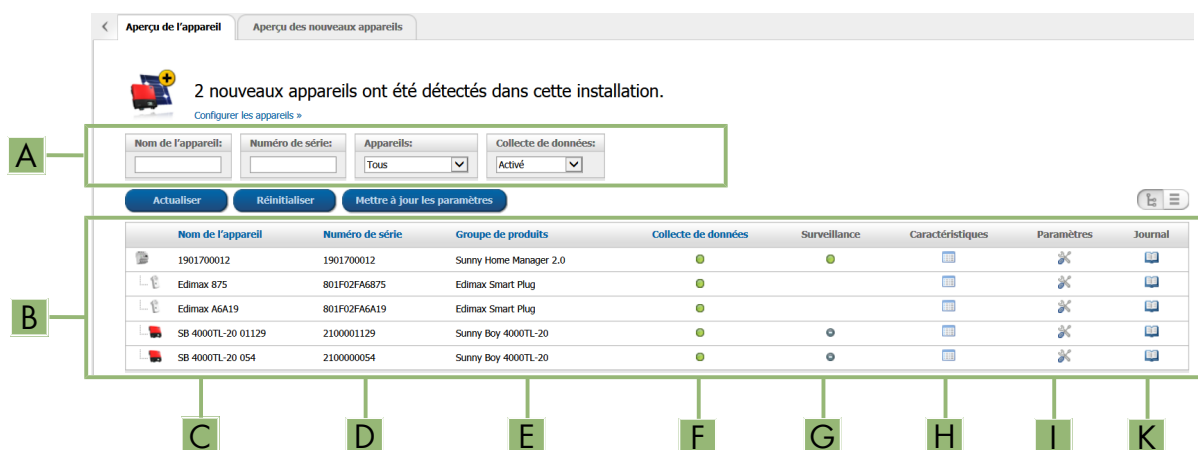 Aperçu de l'appareil Aperçu des nouveaux appareils
2 nouveaux appareils ont été détectés dans cette installation.
Configurer les appareils »
A
Nom de l'appareil: Numéro de série: Appareils: Collecte de données:
Tous Activé
Actualiser Réinitialiser Mettre à jour les paramètres
B
Nom de l'appareil Numéro de série Groupe de produits Collecte de données Surveillance Caractéristiques Paramètres Journal
1901700012 1901700012 Sunny Home Manager 2.0
Edimax 875 801F02FA6875 Edimax Smart Plug
Edimax A6A19 801F02FA6A19 Edimax Smart Plug
SB 4000TL-20 01129 2100001129 Sunny Boy 4000TL-20
SB 4000TL-20 054 2100000054 Sunny Boy 4000TL-20
C D E F G H I K